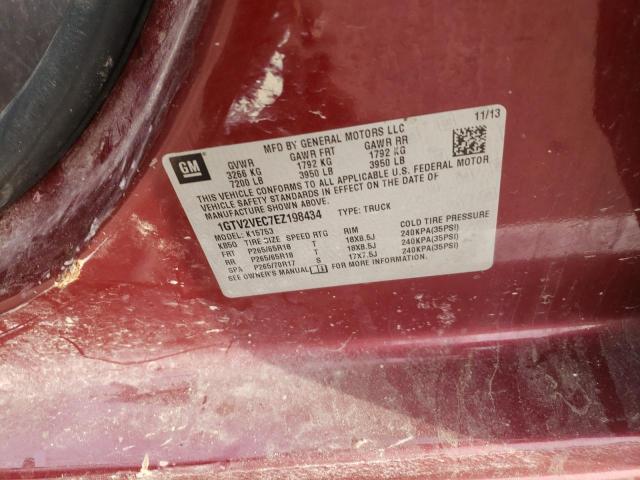 11/13
MFD BY GENERAL MOTORS LLC
GM
GVWR GAWR FRT GAWR RR
3266 KG 1792 KG 1792 KG
7200 LB 3950 LB 3950 LB
THIS VEHICLE CONFORMS TO ALL APPLICABLE U.S. FEDERAL MOTOR
VEHICLE SAFETY STANDARDS IN EFFECT ON THE DATE OF
MANUFACTURE SHOWN ABOVE.
1GTV2VEC7EZ198434 TYPE: TRUCK
MODEL: K15753
K850 TIRE SIZE SPEED RTG RIM COLD TIRE PRESSURE
FRT P265/65R18 T 18X8.5J 240KPA(35PSI)
RR P265/65R18 T 18X8.5J 240KPA(35PSI)
SPA P265/70R17 S 17X7.5J 240KPA(35PSI)
SEE OWNER'S MANUAL FOR MORE INFORMATION.